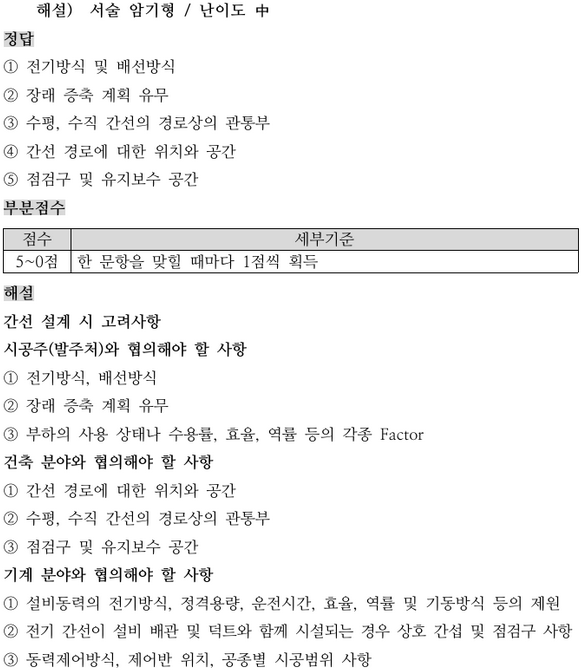 해설) 서술 암기형 / 난이도 中
정답
① 전기방식 및 배선방식
② 장래 증축 계획 유무
③ 수평, 수직 간선의 경로상의 관통부
④ 간선 경로에 대한 위치와 공간
⑤ 점검구 및 유지보수 공간
부분점수
점수 세부기준
5~0점 한 문항을 맞힐 때마다 1점씩 획득
해설
간선 설계 시 고려사항
시공주(발주처)와 협의해야 할 사항
① 전기방식, 배선방식
② 장래 증축 계획 유무
③ 부하의 사용 상태나 수용률, 효율, 역률 등의 각종 Factor
건축 분야와 협의해야 할 사항
① 간선 경로에 대한 위치와 공간
② 수평, 수직 간선의 경로상의 관통부
③ 점검구 및 유지보수 공간
기계 분야와 협의해야 할 사항
① 설비동력의 전기방식, 정격용량, 운전시간, 효율, 역률 및 기동방식 등의 제원
② 전기 간선이 설비 배관 및 덕트와 함께 시설되는 경우 상호 간섭 및 점검구 사항
③ 동력제어방식, 제어반 위치, 공종별 시공범위 사항